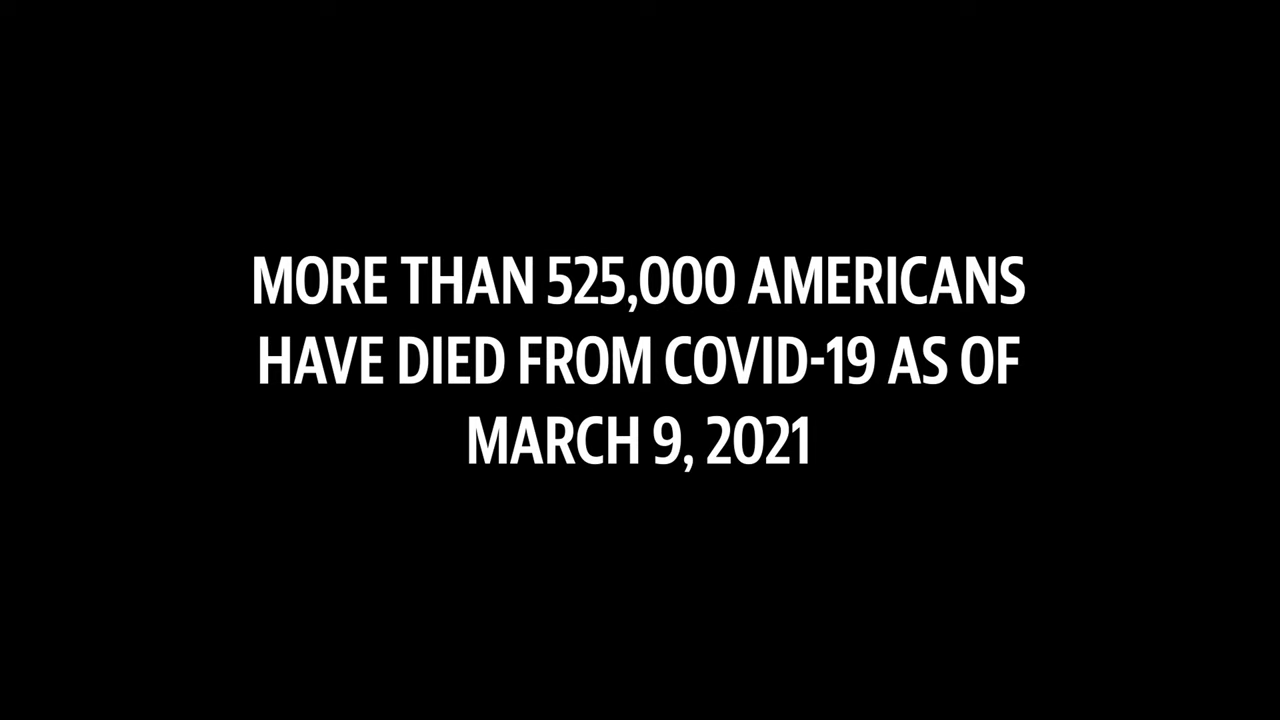 MORE THAN 525,000 AMERICANS
HAVE DIED FROM COVID-19 AS OF
MARCH 9, 2021